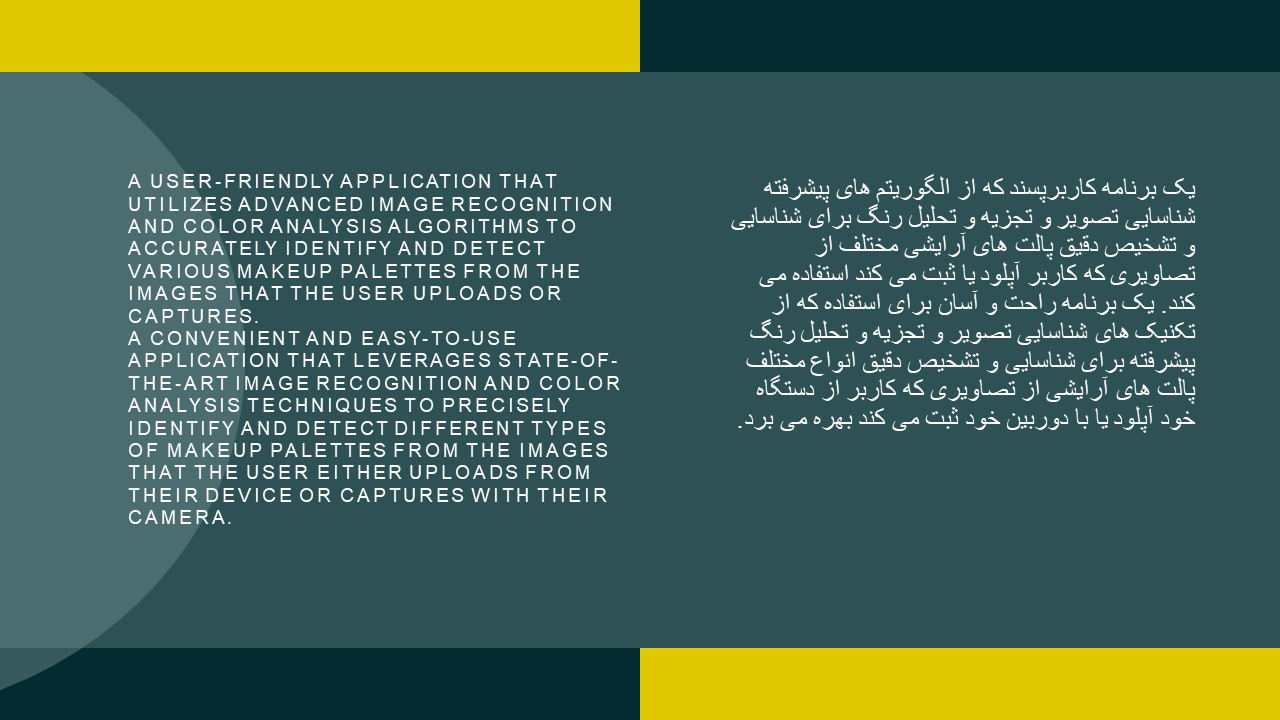 A USER-FRIENDLY APPLICATION THAT
UTILIZES ADVANCED IMAGE RECOGNITION
AND COLOR ANALYSIS ALGORITHMS TO
ACCURATELY IDENTIFY AND DETECT
VARIOUS MAKEUP PALETTES FROM THE
IMAGES THAT THE USER UPLOADS OR
CAPTURES.
A CONVENIENT AND EASY-TO-USE
APPLICATION THAT LEVERAGES STATE-OF-
THE-ART IMAGE RECOGNITION AND COLOR
ANALYSIS TECHNIQUES TO PRECISELY
IDENTIFY AND DETECT DIFFERENT TYPES
OF MAKEUP PALETTES FROM THE IMAGES
THAT THE USER EITHER UPLOADS FROM
THEIR DEVICE OR CAPTURES WITH THEIR
CAMERA.
یک برنامه کاربرپسند که از الگوریتم های پیشرفته
شناسایی تصویر و تجزیه و تحلیل رنگ برای شناسایی
و تشخیص دقیق پالت های آرایشی مختلف از
تصاویری که کاربر آپلود یا ثبت می کند استفاده می
کند. یک برنامه راحت و آسان برای استفاده که از
تکنیک های شناسایی تصویر و تجزیه و تحلیل رنگ
پیشرفته برای شناسایی و تشخیص دقیق انواع مختلف
پالت های آرایشی از تصاویری که کاربر از دستگاه
خود آپلود یا با دوربین خود ثبت می کند بهره می برد.